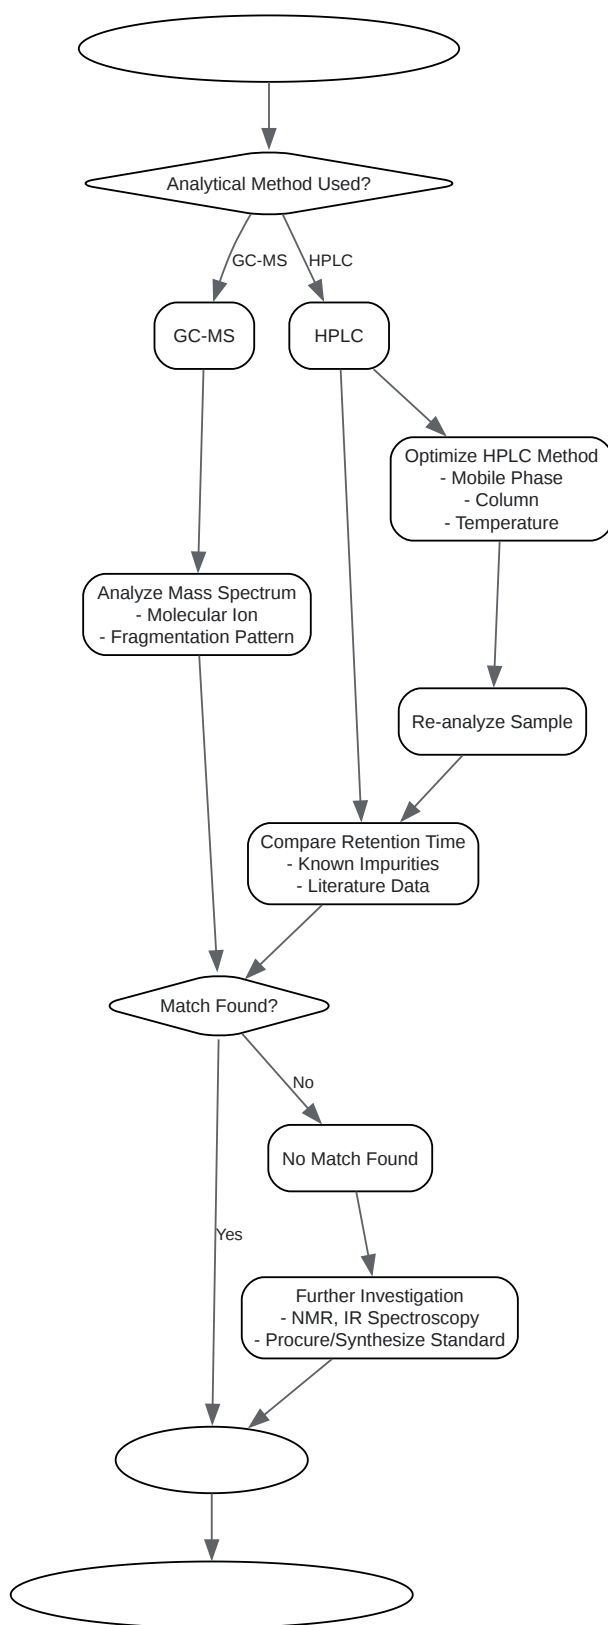 Analytical Method Used?
GC-MS
HPLC
GC-MS
HPLC
Optimize HPLC Method
- Mobile Phase
- Column
- Temperature
Analyze Mass Spectrum
- Molecular Ion
- Fragmentation Pattern
Re-analyze Sample
Compare Retention Time
- Known Impurities
- Literature Data
Match Found?
No
No Match Found
Yes
Further Investigation
- NMR, IR Spectroscopy
- Procure/Synthesize Standard